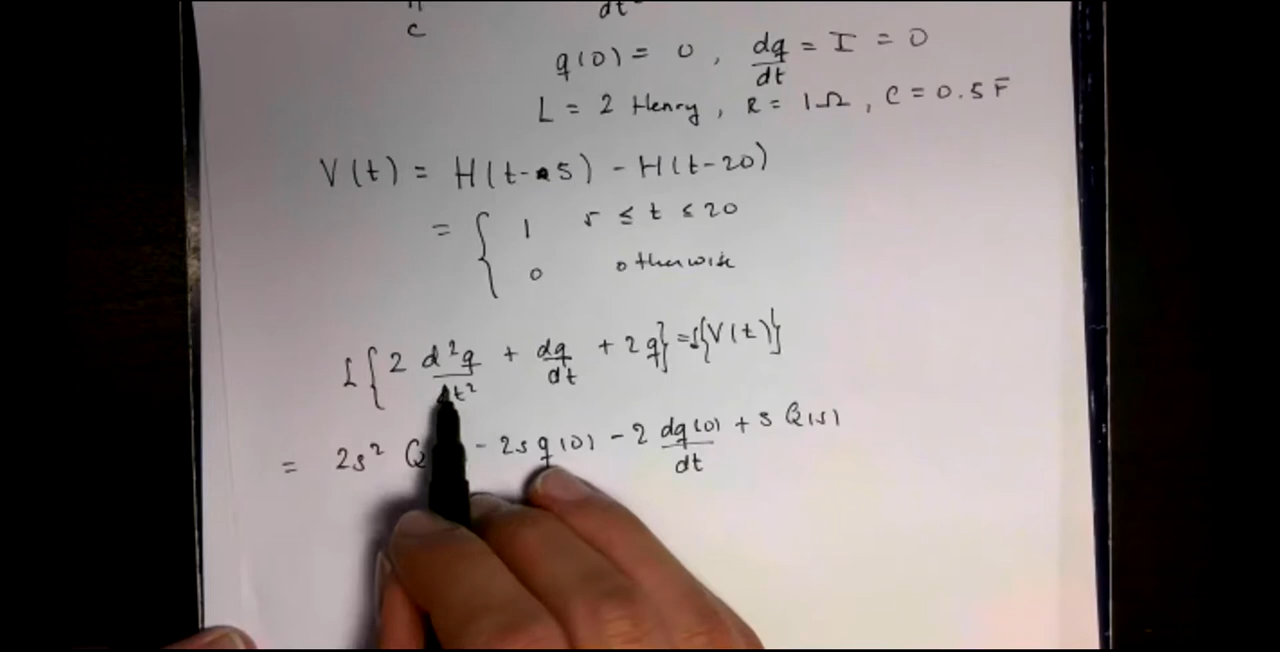 C dt
q(0) = 0 , dq/dt = I = 0
L = 2 Henry , R = 1Ω , C = 0.5 F
V(t) = H(t-5) - H(t-20)
= { 1 5 ≤ t ≤ 20
0 otherwise
L{ 2 d²q/dt² + dq/dt + 2q} = L{V(t)}
= 2s² Q - 2s q(0) - 2 dq(0)/dt + s Q(s)